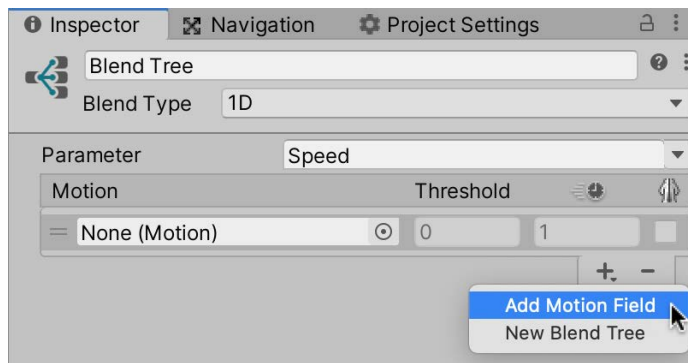 Inspector Navigation Project Settings
Blend Tree
Blend Type 1D
Parameter Speed
Motion Threshold
None (Motion) 0 1
Add Motion Field
New Blend Tree